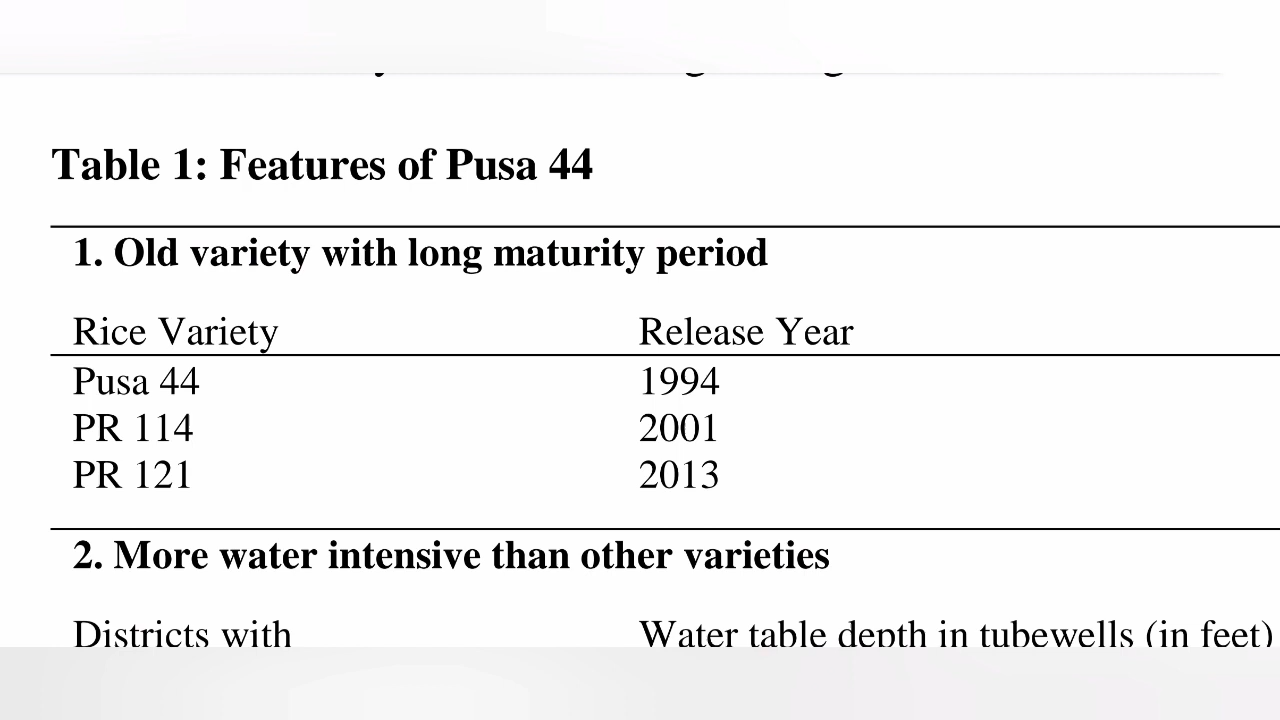 Table 1: Features of Pusa 44
1. Old variety with long maturity period
Rice Variety Release Year
Pusa 44 1994
PR 114 2001
PR 121 2013
2. More water intensive than other varieties
Districts with Water table depth in tubewells (in feet)